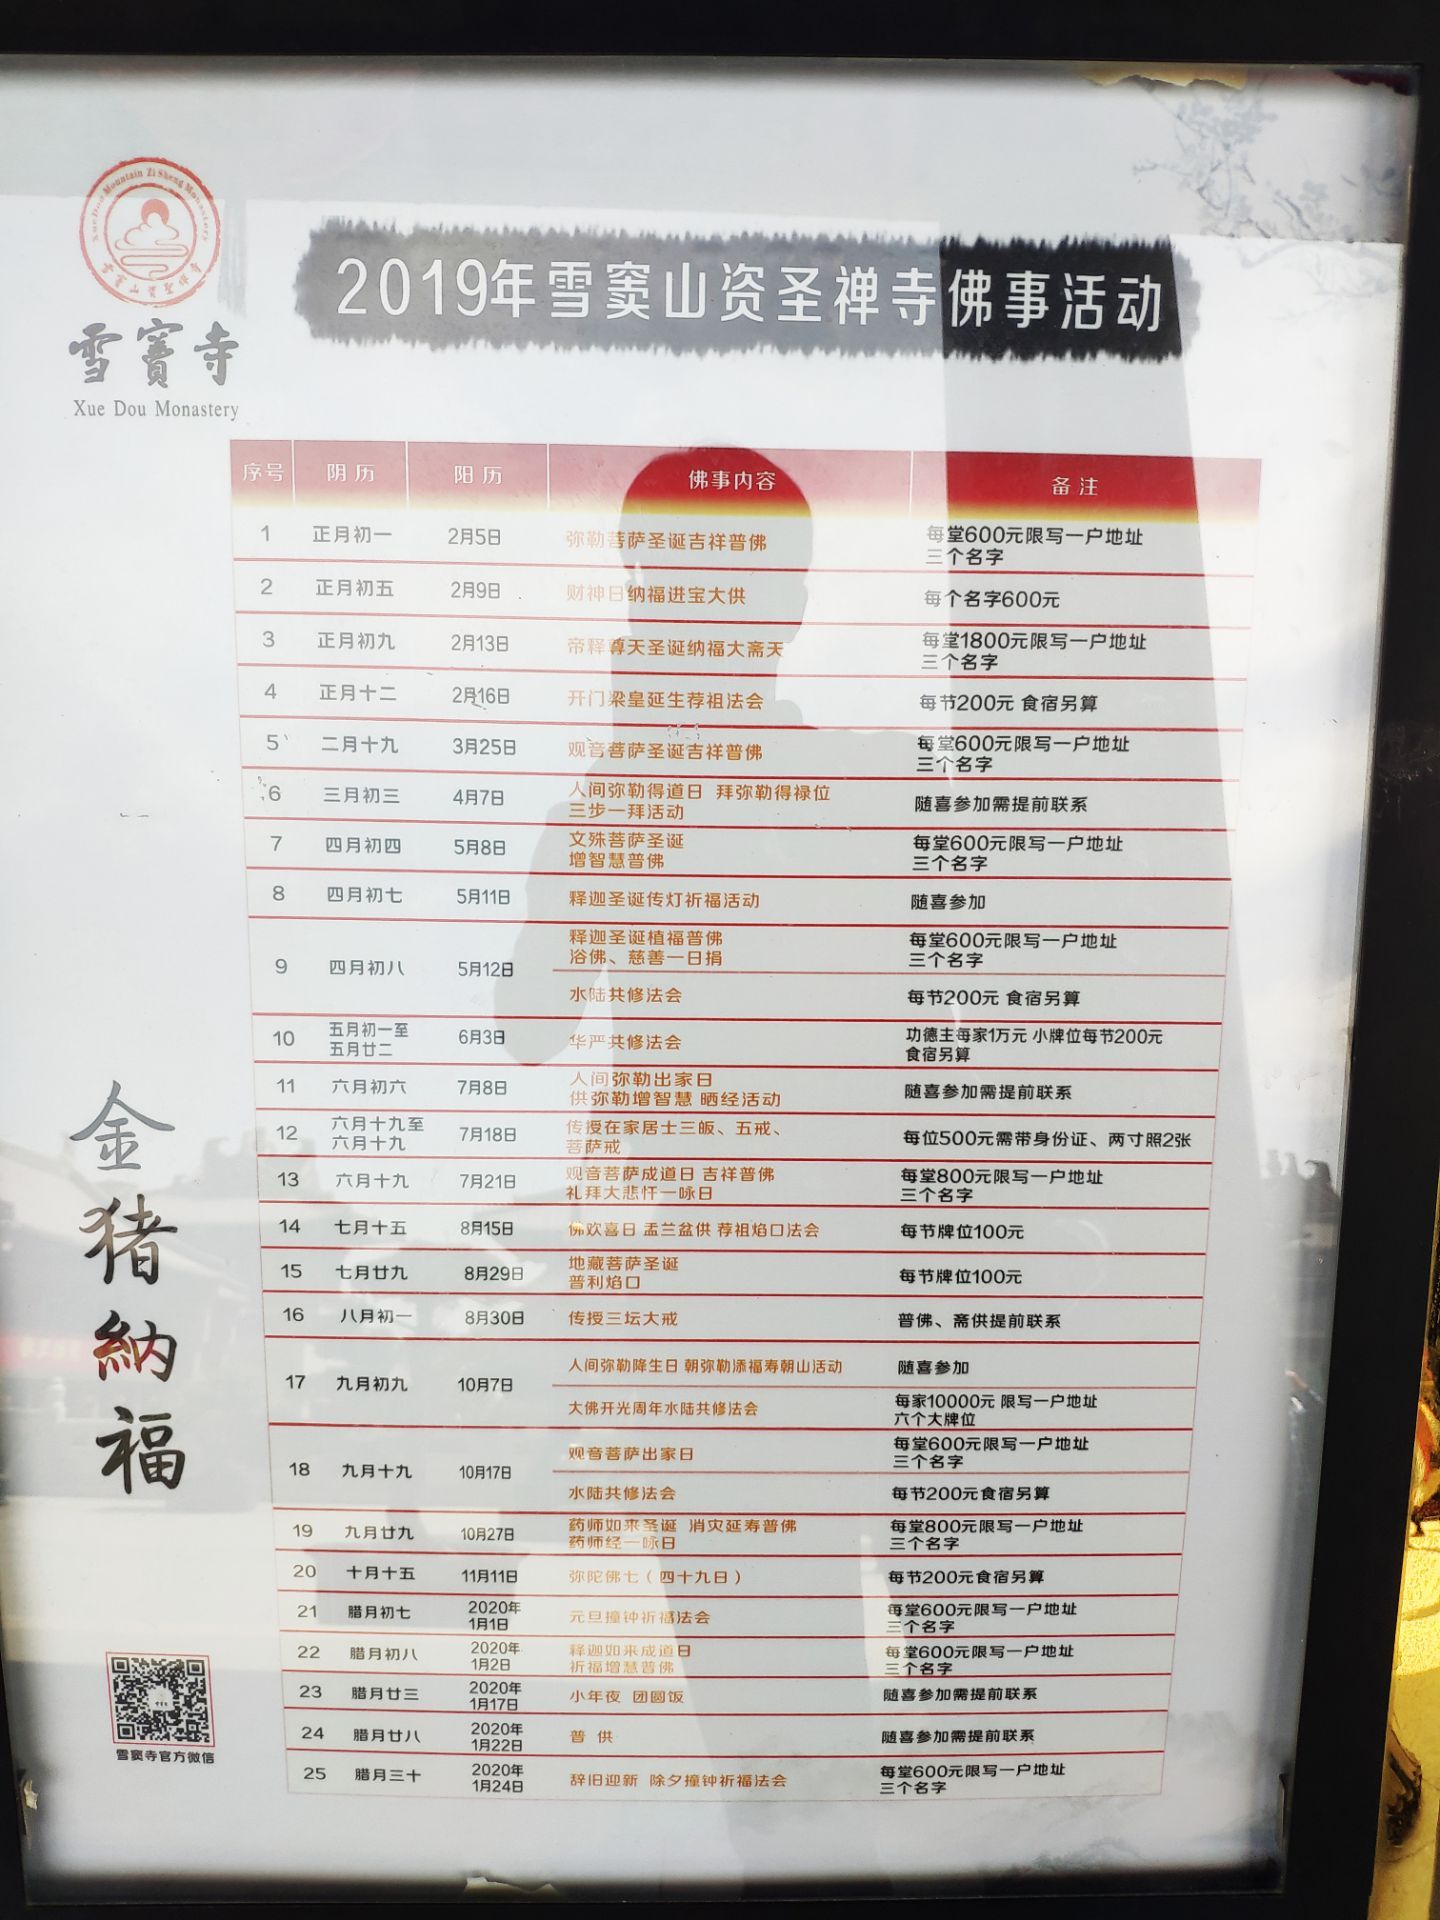 Xue Dou Mountain Zi Sheng Monastery
雪竇山資聖禅寺
雪竇寺
Xue Dou Monastery
2019年雪窦山资圣禅寺佛事活动
序号 阴历 阳历 佛事内容 备注
1 正月初一 2月5日 弥勒菩萨圣诞吉祥普佛 每堂600元限写一户地址
三个名字
2 正月初五 2月9日 财神日纳福进宝大供 每个名字600元
3 正月初九 2月13日 帝释尊天圣诞纳福大斋天 每堂1800元限写一户地址
三个名字
4 正月十二 2月16日 开门梁皇延生荐祖法会 每节200元 食宿另算
5 二月十九 3月25日 观音菩萨圣诞吉祥普佛 每堂600元限写一户地址
三个名字
6 三月初三 4月7日 人间弥勒得道日 拜弥勒得禄位 随喜参加需提前联系
三步一拜活动
7 四月初四 5月8日 文殊菩萨圣诞 每堂600元限写一户地址
增智慧普佛 三个名字
8 四月初七 5月11日 释迦圣诞传灯祈福活动 随喜参加
9 四月初八 5月12日 释迦圣诞植福普佛 每堂600元限写一户地址
浴佛、慈善一日捐 三个名字
水陆共修法会 每节200元 食宿另算
10 五月初一至 6月3日 华严共修法会 功德主每家1万元 小牌位每节200元
五月廿二 食宿另算
11 六月初六 7月8日 人间弥勒出家日 随喜参加需提前联系
供弥勒增智慧 晒经活动
12 六月十九至 7月18日 传授在家居士三皈、五戒、 每位500元需带身份证、两寸照2张
六月十九 菩萨戒
13 六月十九 7月21日 观音菩萨成道日 吉祥普佛 每堂800元限写一户地址
礼拜大悲忏一咏日 三个名字
14 七月十五 8月15日 佛欢喜日 盂兰盆供 荐祖焰口法会 每节牌位100元
15 七月廿九 8月29日 地藏菩萨圣诞 每节牌位100元
普利焰口
16 八月初一 8月30日 传授三坛大戒 普佛、斋供提前联系
17 九月初九 10月7日 人间弥勒降生日 朝弥勒添福寿朝山活动 随喜参加
大佛开光周年水陆共修法会 每家10000元 限写一户地址
六个大牌位
18 九月十九 10月17日 观音菩萨出家日 每堂600元限写一户地址
三个名字
水陆共修法会 每节200元食宿另算
19 九月廿九 10月27日 药师如来圣诞 消灾延寿普佛 每堂800元限写一户地址
药师经一咏日 三个名字
20 十月十五 11月11日 弥陀佛七（四十九日） 每节200元食宿另算
21 腊月初七 2020年 元旦撞钟祈福法会 每堂600元限写一户地址
1月1日 三个名字
22 腊月初八 2020年 释迦如来成道日 每堂600元限写一户地址
1月2日 祈福增慧普佛 三个名字
23 腊月廿三 2020年 小年夜 团圆饭 随喜参加需提前联系
1月17日
24 腊月廿八 2020年 普 供 随喜参加需提前联系
1月22日
25 腊月三十 2020年 辞旧迎新 除夕撞钟祈福法会 每堂600元限写一户地址
1月24日 三个名字
金
猪
納
福
雪窦寺官方微信